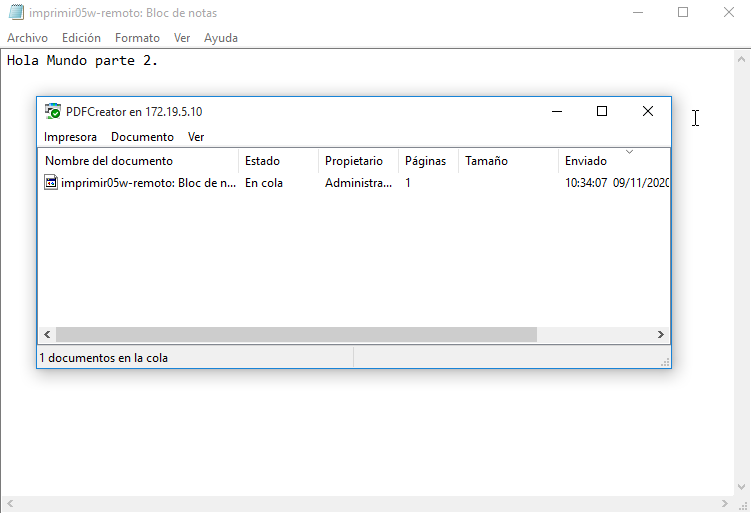 imprimir05w-remoto: Bloc de notas
Archivo Edición Formato Ver Ayuda
Hola Mundo parte 2.
PDFCreator en 172.19.5.10
Impresora Documento Ver
Nombre del documento Estado Propietario Páginas Tamaño Enviado
imprimir05w-remoto: Bloc de n... En cola Administra... 1 10:34:07 09/11/2020
1 documentos en la cola